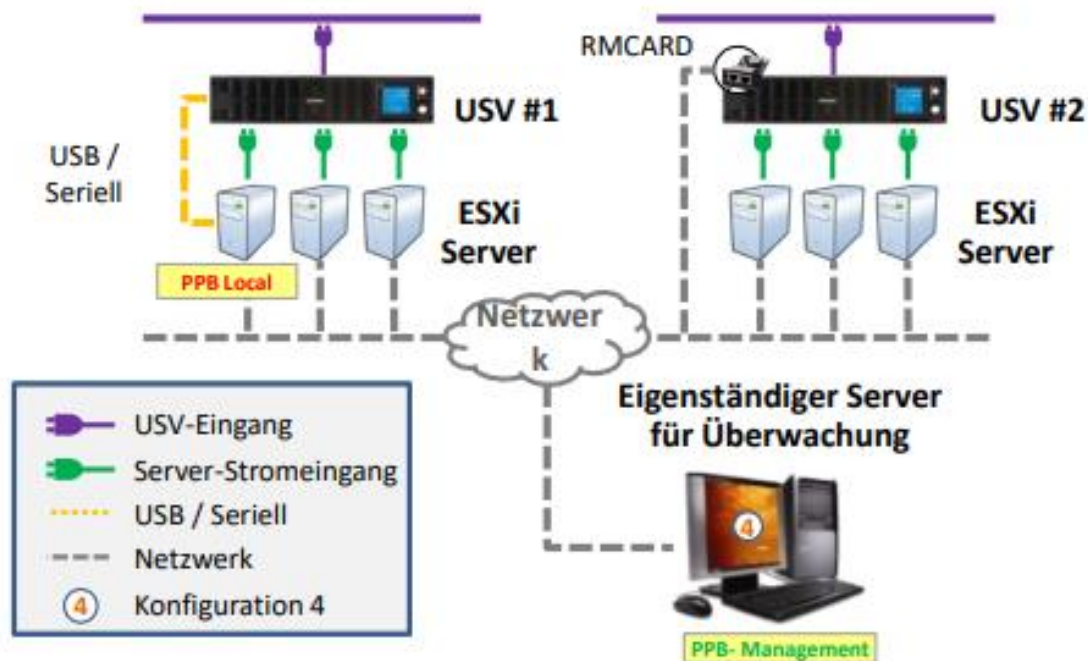 RMCARD
USV #1
USV #2
USB /
Seriell
ESXi
Server
ESXi
Server
PPB Local
Netzwer
k
Eigenständiger Server
für Überwachung
USV-Eingang
Server-Stromeingang
USB / Seriell
Netzwerk
4 Konfiguration 4
4
PPB- Management